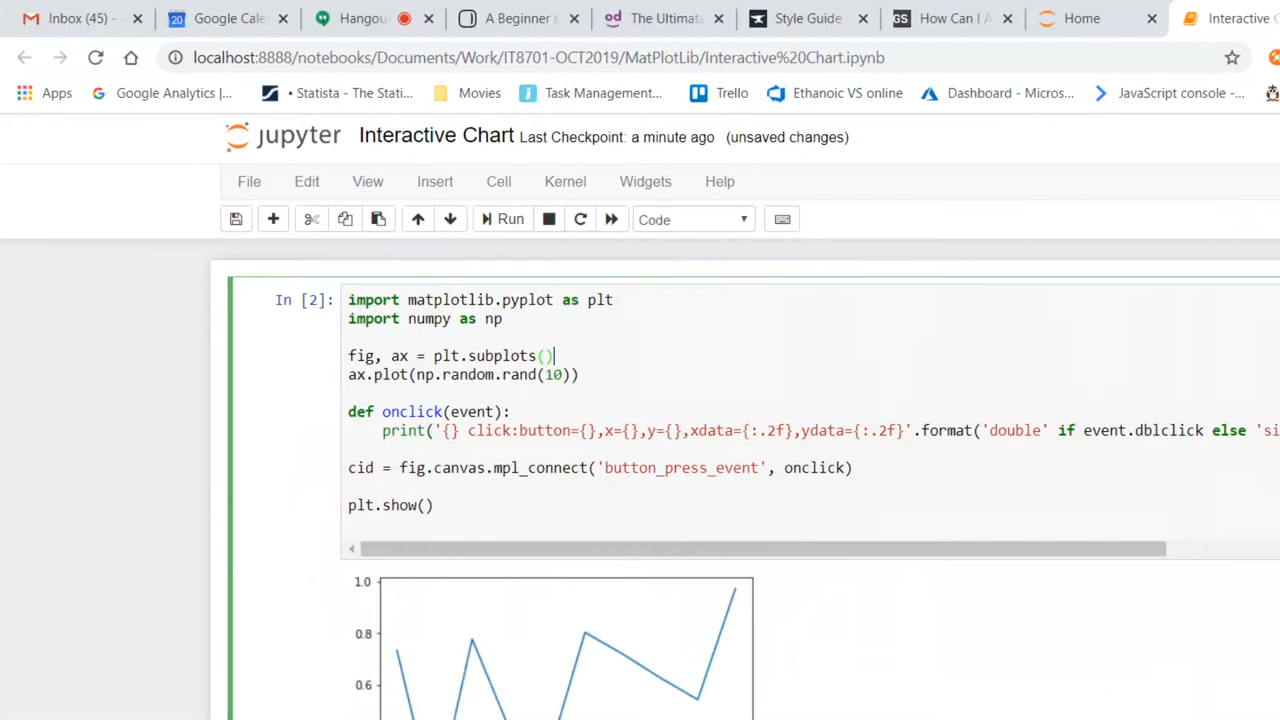 Inbox (45) -
Google Cale
Hangou
A Beginner's
The Ultima
Style Guide
How Can I A
Home
Interactive C
localhost:8888/notebooks/Documents/Work/IT8701-OCT2019/MatPlotLib/Interactive%20Chart.ipynb
Apps
Google Analytics |...
• Statista - The Stati...
Movies
Task Management...
Trello
Ethanoic VS online
Dashboard - Micros...
JavaScript console -...
jupyter Interactive Chart Last Checkpoint: a minute ago (unsaved changes)
File Edit View Insert Cell Kernel Widgets Help
Run Code
In [2]: import matplotlib.pyplot as plt
import numpy as np
fig, ax = plt.subplots()
ax.plot(np.random.rand(10))
def onclick(event):
print('{} click:button={},x={},y={},xdata={:.2f},ydata={:.2f}'.format('double' if event.dblclick else 'si
cid = fig.canvas.mpl_connect('button_press_event', onclick)
plt.show()
1.0
0.8
0.6
20
GS
od